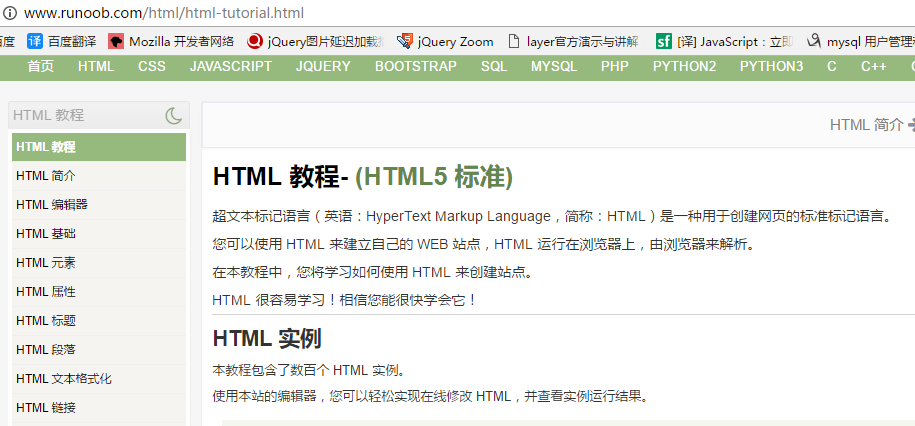 www.runoob.com/html/html-tutorial.html
百度 译 百度翻译 Mozilla 开发者网络 jQuery图片延迟加载 jQuery Zoom layer官方演示与讲解 sf [译] JavaScript：立即 mysql 用户管理
首页 HTML CSS JAVASCRIPT JQUERY BOOTSTRAP SQL MYSQL PHP PYTHON2 PYTHON3 C C++
HTML 教程
HTML 简介
HTML 教程
HTML 简介
HTML 编辑器
HTML 基础
HTML 元素
HTML 属性
HTML 标题
HTML 段落
HTML 文本格式化
HTML 链接
HTML 教程- (HTML5 标准)
超文本标记语言（英语：HyperText Markup Language，简称：HTML）是一种用于创建网页的标准标记语言。
您可以使用 HTML 来建立自己的 WEB 站点，HTML 运行在浏览器上，由浏览器来解析。
在本教程中，您将学习如何使用 HTML 来创建站点。
HTML 很容易学习！相信您能很快学会它！
HTML 实例
本教程包含了数百个 HTML 实例。
使用本站的编辑器，您可以轻松实现在线修改 HTML，并查看实例运行结果。